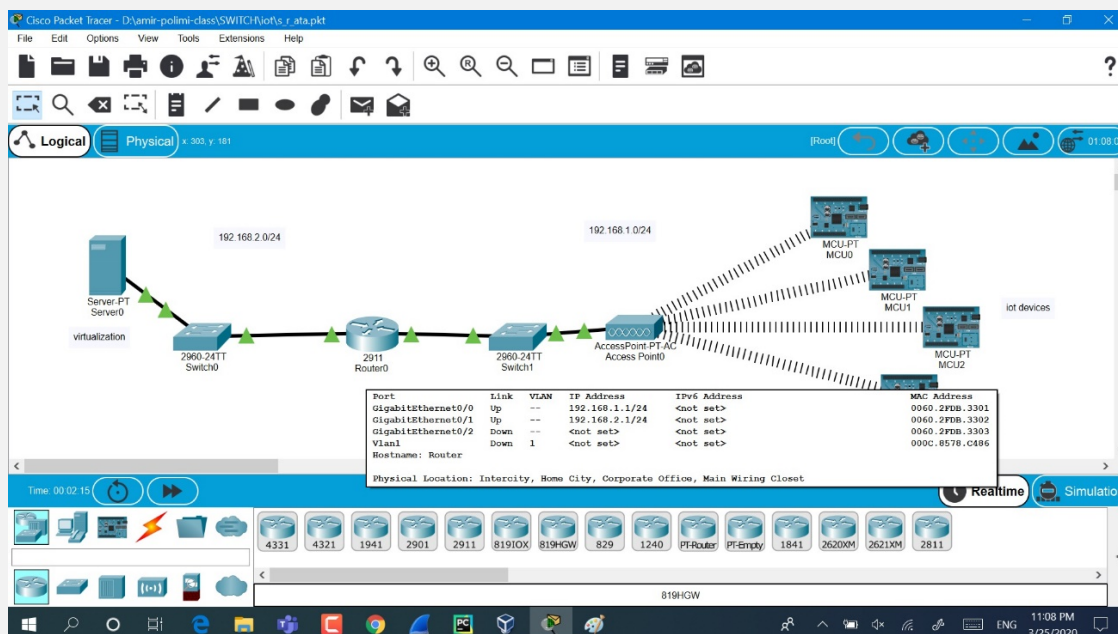 Cisco Packet Tracer - D:\amir-polimi-class\SWITCH\iot\s_r_ata.pkt
File Edit Options View Tools Extensions Help
Logical Physical x: 303, y: 181 [Root] 01:08:0
192.168.2.0/24
192.168.1.0/24
MCU-PT
MCU0
MCU-PT
MCU1
iot devices
MCU-PT
MCU2
Server-PT
Server0
virtualization
2960-24TT
Switch0
2911
Router0
2960-24TT
Switch1
AccessPoint-PT-AC
Access Point0
Port Link VLAN IP Address IPv6 Address MAC Address
GigabitEthernet0/0 Up -- 192.168.1.1/24 <not set> 0060.2FDB.3301
GigabitEthernet0/1 Up -- 192.168.2.1/24 <not set> 0060.2FDB.3302
GigabitEthernet0/2 Down -- <not set> <not set> 0060.2FDB.3303
Vlan1 Down 1 <not set> <not set> 000C.8578.C486
Hostname: Router
Physical Location: Intercity, Home City, Corporate Office, Main Wiring Closet
Time: 00:02:15 Realtime Simulatio
4331 4321 1941 2901 2911 819IOX 819HGW 829 1240 PT-Router PT-Empty 1841 2620XM 2621XM 2811
819HGW
ENG 11:08 PM
3/25/2020